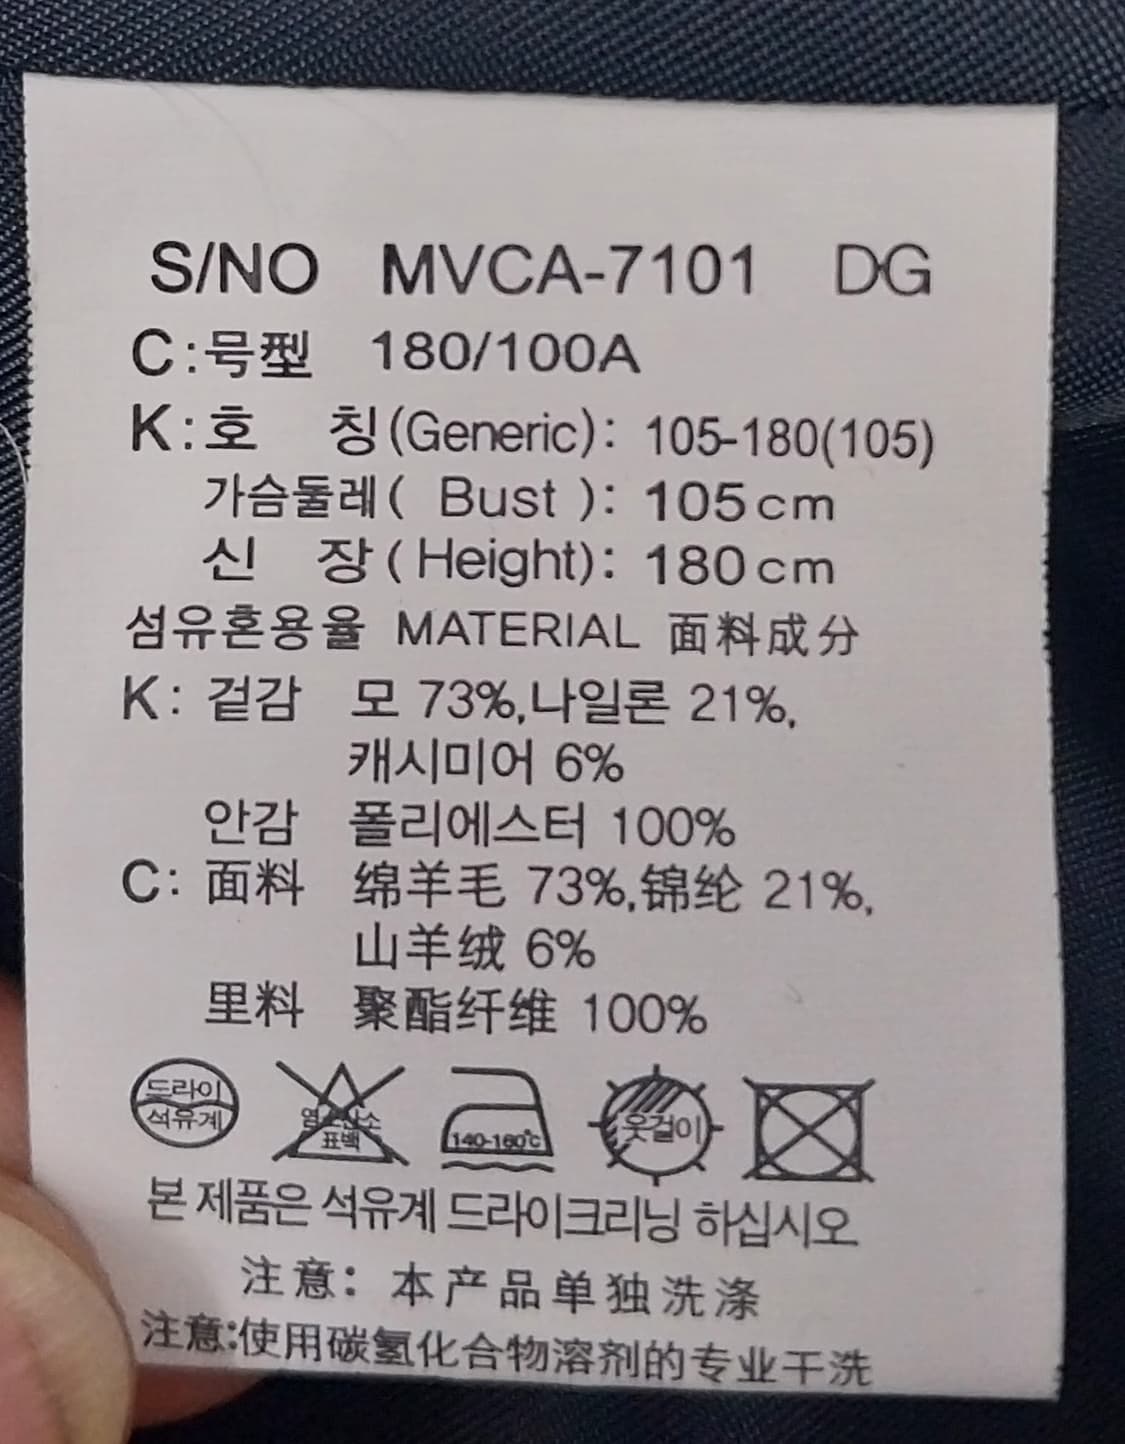 S/NO MVCA-7101 DG
C:号型 180/100A
K:호 칭(Generic): 105-180(105)
가슴둘레( Bust ): 105cm
신 장(Height): 180cm
섬유혼용율 MATERIAL 面料成分
K: 겉감 모 73%,나일론 21%,
캐시미어 6%
안감 폴리에스터 100%
C: 面料 绵羊毛 73%,锦纶 21%,
山羊绒 6%
里料 聚酯纤维 100%
드라이
석유계
염소산소
표백
140-160℃
옷걸이
본 제품은 석유계 드라이크리닝 하십시오
注意: 本产品单独洗涤
注意:使用碳氢化合物溶剂的专业干洗